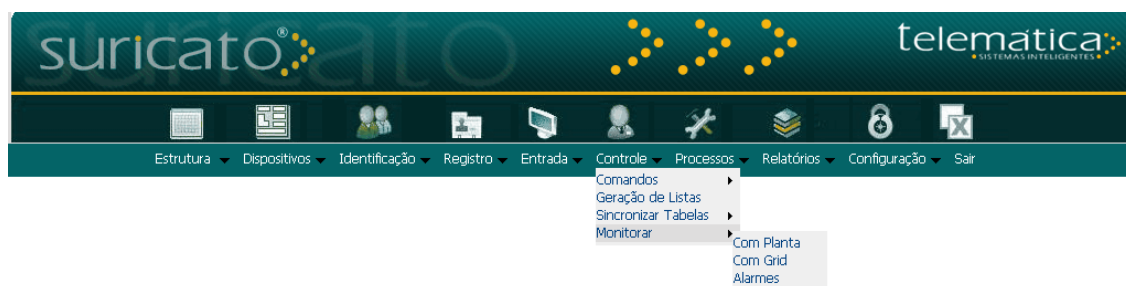 suricato®
telemática
SISTEMAS INTELIGENTES
Estrutura Dispositivos Identificação Registro Entrada Controle Processos Relatórios Configuração Sair
Comandos
Geração de Listas
Sincronizar Tabelas
Monitorar
Com Planta
Com Grid
Alarmes